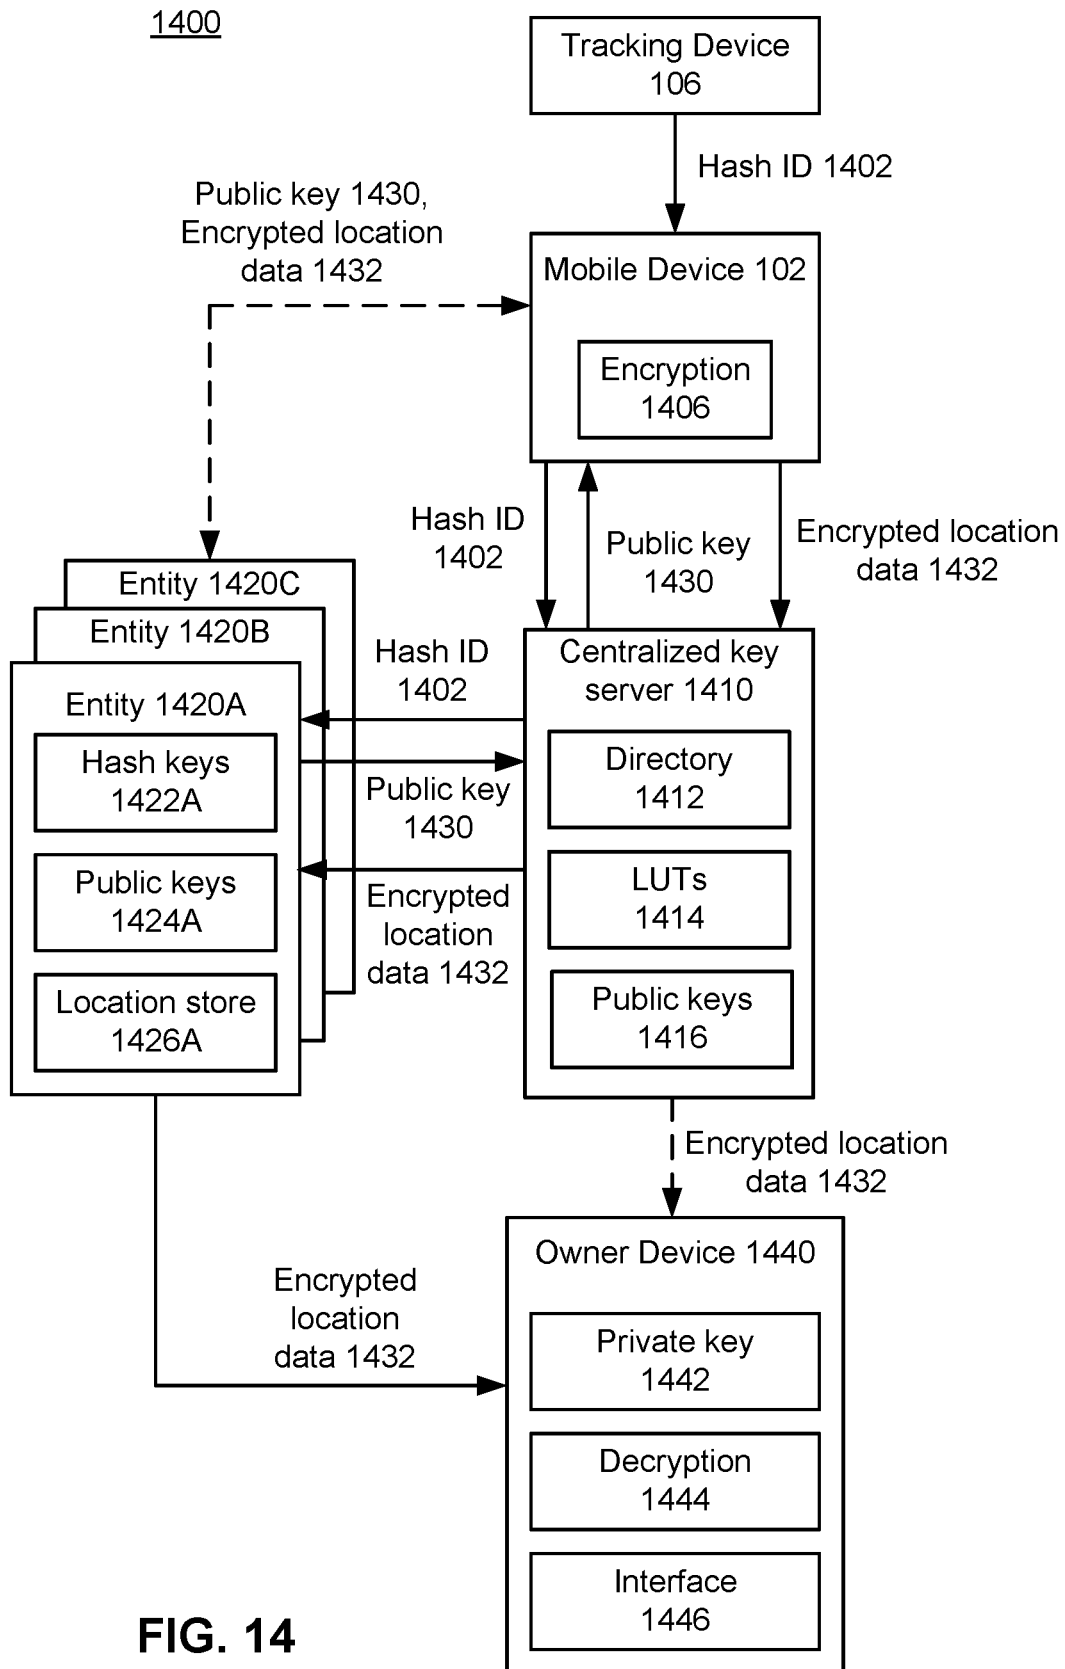 1400
Tracking Device
106
Hash ID 1402
Public key 1430,
Encrypted location
data 1432
Mobile Device 102
Encryption
1406
Hash ID
1402
Public key
1430
Encrypted location
data 1432
Entity 1420C
Entity 1420B
Entity 1420A
Hash keys
1422A
Public keys
1424A
Location store
1426A
Hash ID
1402
Public key
1430
Encrypted
location
data 1432
Centralized key
server 1410
Directory
1412
LUTs
1414
Public keys
1416
Encrypted location
data 1432
Encrypted
location
data 1432
Owner Device 1440
Private key
1442
Decryption
1444
Interface
1446
FIG. 14